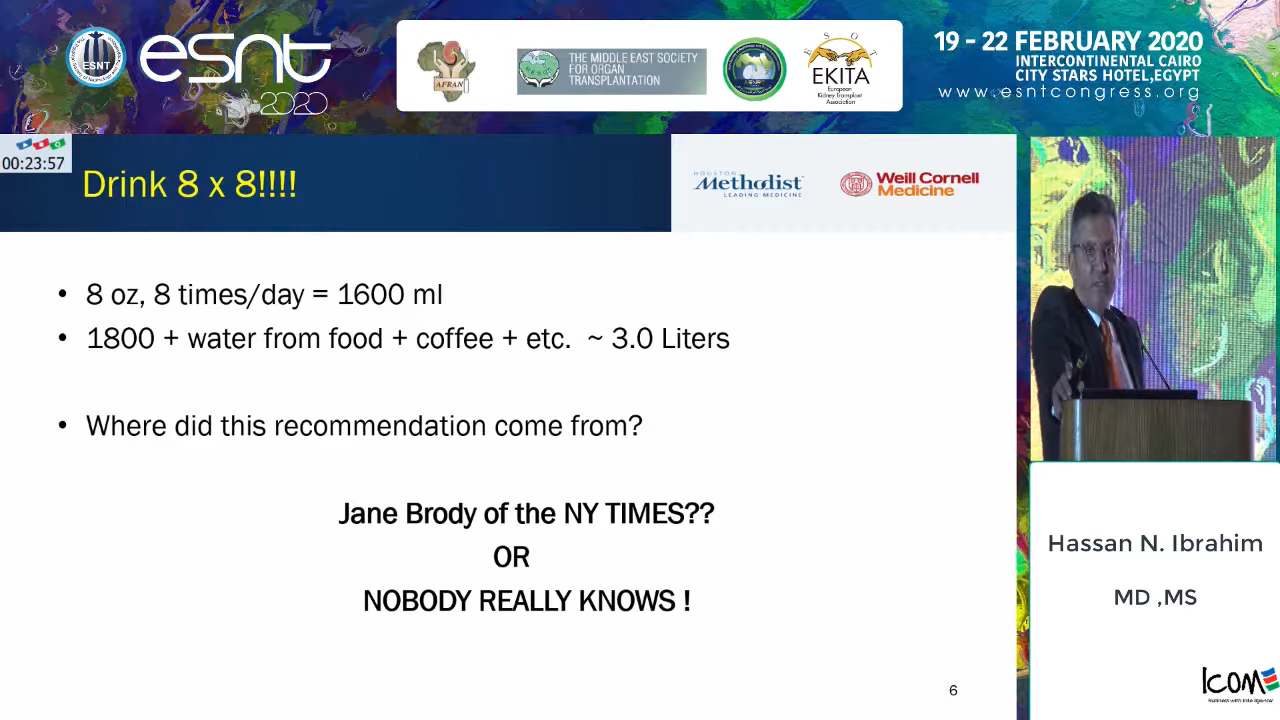 ESNT
esnt
2020
AFRAN
THE MIDDLE EAST SOCIETY
FOR ORGAN
TRANSPLANTATION
E S O T
EKITA
European
Kidney Transplant
Association
19 - 22 FEBRUARY 2020
INTERCONTINENTAL CAIRO
CITY STARS HOTEL,EGYPT
www.esntcongress.org
00:23:57
Drink 8 x 8!!!!
HOUSTON
Methodist
LEADING MEDICINE
Weill Cornell
Medicine
• 8 oz, 8 times/day = 1600 ml
• 1800 + water from food + coffee + etc. ~ 3.0 Liters
• Where did this recommendation come from?
Jane Brody of the NY TIMES??
OR
NOBODY REALLY KNOWS !
6
Hassan N. Ibrahim
MD ,MS
Icom